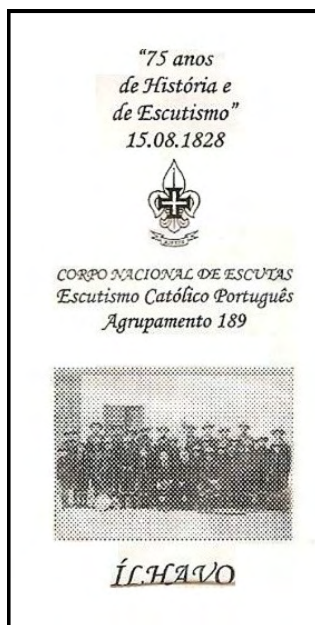 "75 anos
de História e
de Escutismo"
15.08.1828
CORPO NACIONAL DE ESCUTAS
Escutismo Católico Português
Agrupamento 189
ÍLHAVO